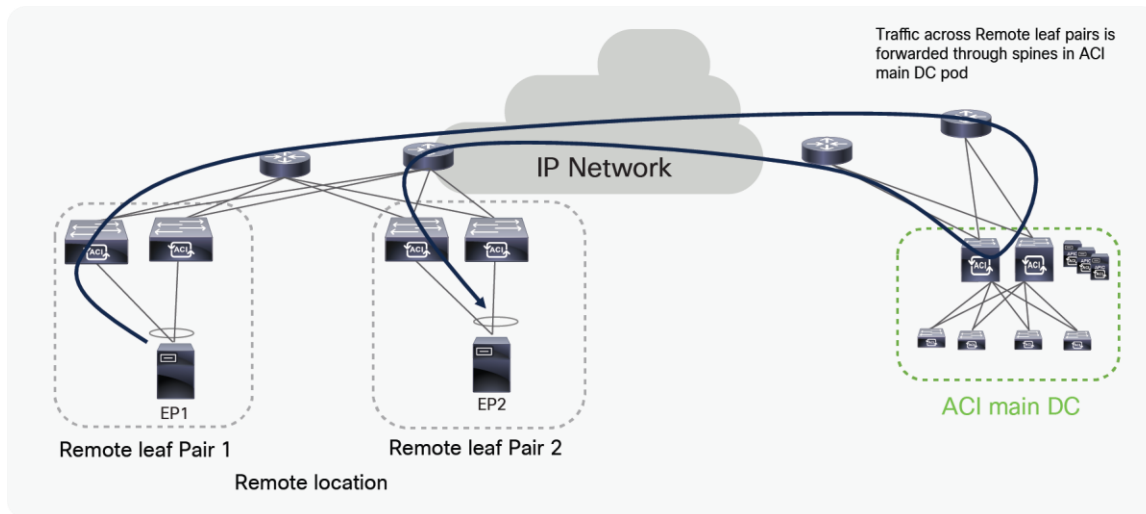 Traffic across Remote leaf pairs is
forwarded through spines in ACI
main DC pod
IP Network
ACI
ACI
ACI
ACI
ACI
ACI
EP1
EP2
ACI main DC
Remote leaf Pair 1
Remote leaf Pair 2
Remote location